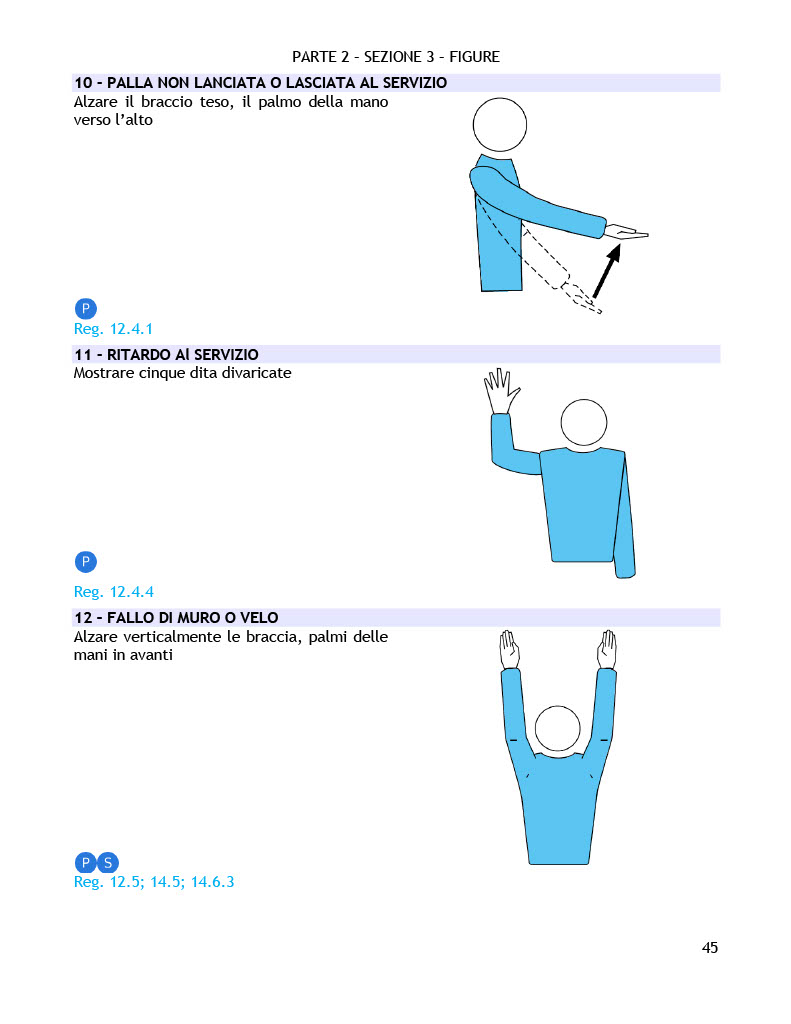 PARTE 2 – SEZIONE 3 – FIGURE
10 - PALLA NON LANCIATA O LASCIATA AL SERVIZIO
Alzare il braccio teso, il palmo della mano
verso l’alto
P
Reg. 12.4.1
11 - RITARDO Al SERVIZIO
Mostrare cinque dita divaricate
P
Reg. 12.4.4
12 – FALLO DI MURO O VELO
Alzare verticalmente le braccia, palmi delle
mani in avanti
P S
Reg. 12.5; 14.5; 14.6.3
45